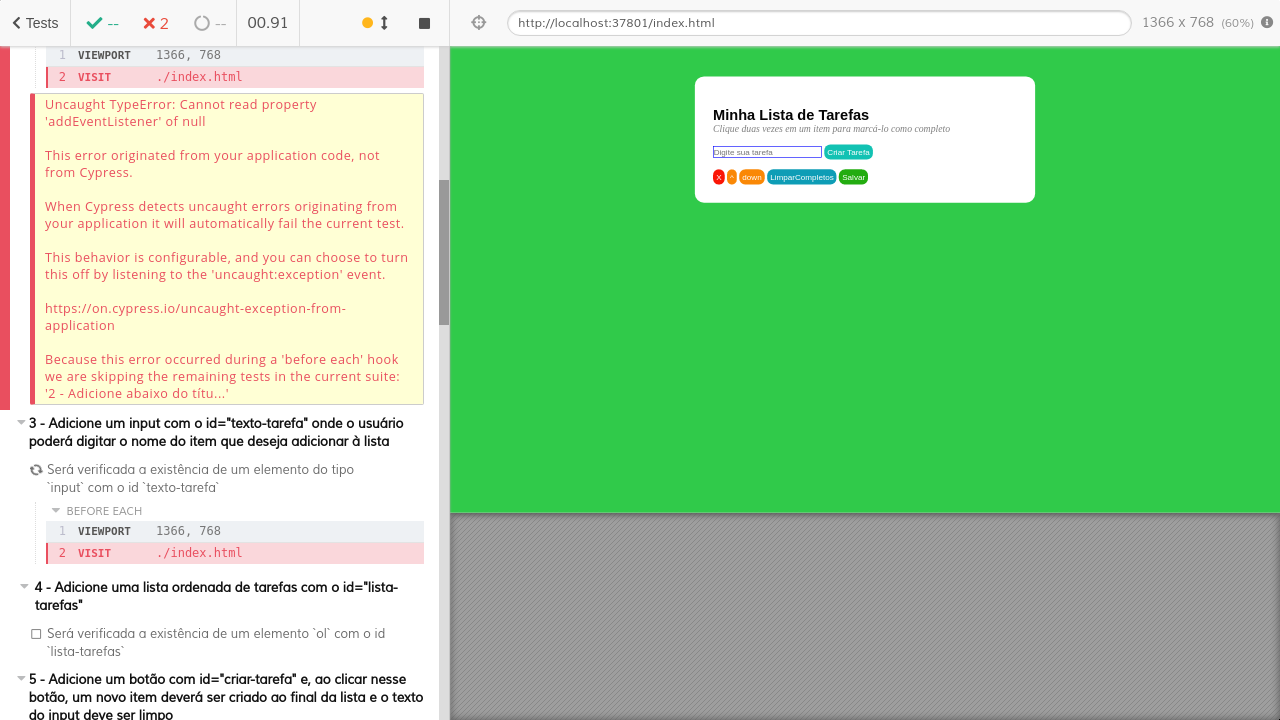 Tests
--
2
--
00.91
http://localhost:37801/index.html
1366 x 768 (60%)
1 VIEWPORT 1366, 768
2 VISIT ./index.html
Uncaught TypeError: Cannot read property
'addEventListener' of null
This error originated from your application code, not
from Cypress.
When Cypress detects uncaught errors originating from
your application it will automatically fail the current test.
This behavior is configurable, and you can choose to turn
this off by listening to the 'uncaught:exception' event.
https://on.cypress.io/uncaught-exception-from-
application
Because this error occurred during a 'before each' hook
we are skipping the remaining tests in the current suite:
'2 - Adicione abaixo do títu...'
3 - Adicione um input com o id="texto-tarefa" onde o usuário
poderá digitar o nome do item que deseja adicionar à lista
Será verificada a existência de um elemento do tipo
`input` com o id `texto-tarefa`
BEFORE EACH
1 VIEWPORT 1366, 768
2 VISIT ./index.html
4 - Adicione uma lista ordenada de tarefas com o id="lista-
tarefas"
Será verificada a existência de um elemento `ol` com o id
`lista-tarefas`
5 - Adicione um botão com id="criar-tarefa" e, ao clicar nesse
botão, um novo item deverá ser criado ao final da lista e o texto
do input deve ser limpo
Minha Lista de Tarefas
Clique duas vezes em um item para marcá-lo como completo
Digite sua tarefa
Criar Tarefa
X
^
down
LimparCompletos
Salvar